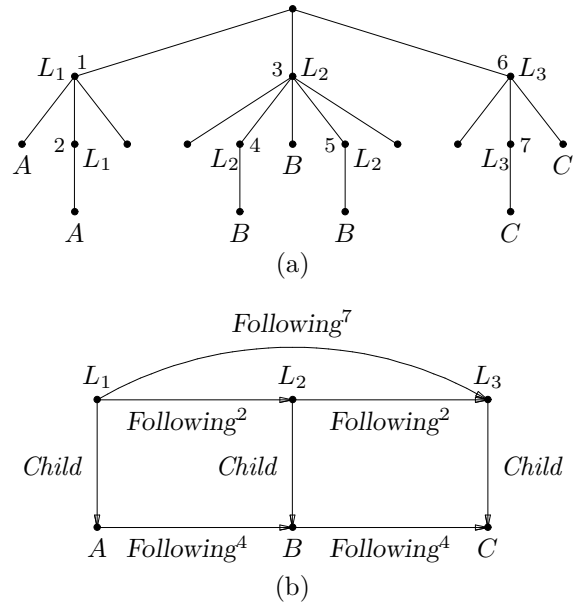 L₁ 1 3 L₂ 6 L₃
A 2 L₁ L₂ 4 B 5 L₂ L₃ 7 C
A B B C
(a)
Following⁷
L₁ L₂ L₃
Following² Following²
Child Child Child
A Following⁴ B Following⁴ C
(b)